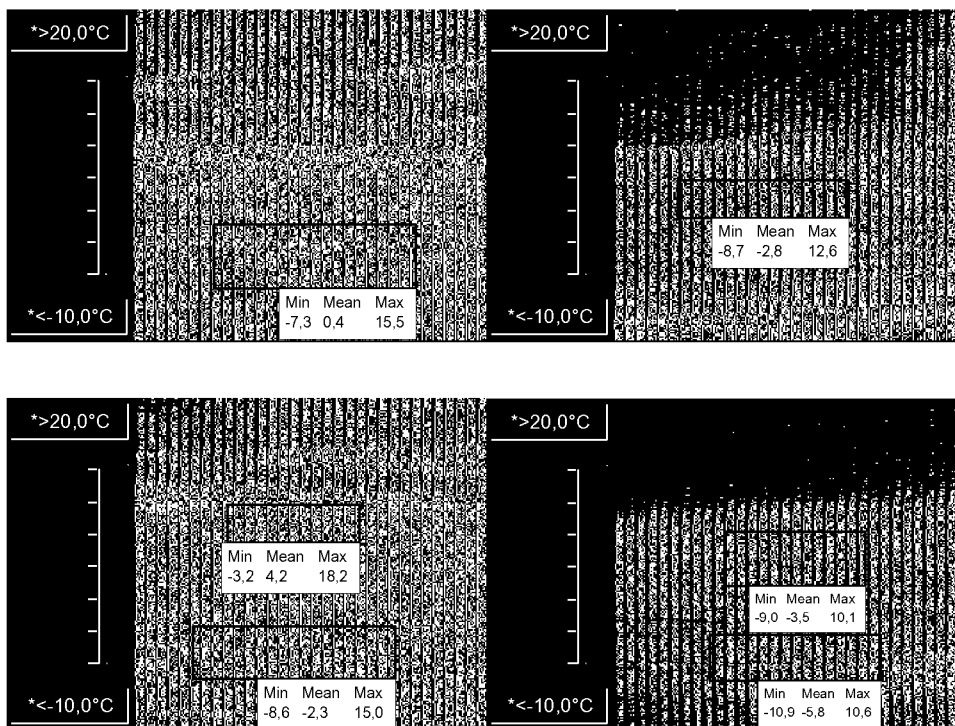 *>20,0°C
Min Mean Max
-7,3 0,4 15,5
*<-10,0°C
*>20,0°C
Min Mean Max
-8,7 -2,8 12,6
*<-10,0°C
*>20,0°C
Min Mean Max
-3,2 4,2 18,2
Min Mean Max
-8,6 -2,3 15,0
*<-10,0°C
*>20,0°C
Min Mean Max
-9,0 -3,5 10,1
Min Mean Max
-10,9 -5,8 10,6
*<-10,0°C